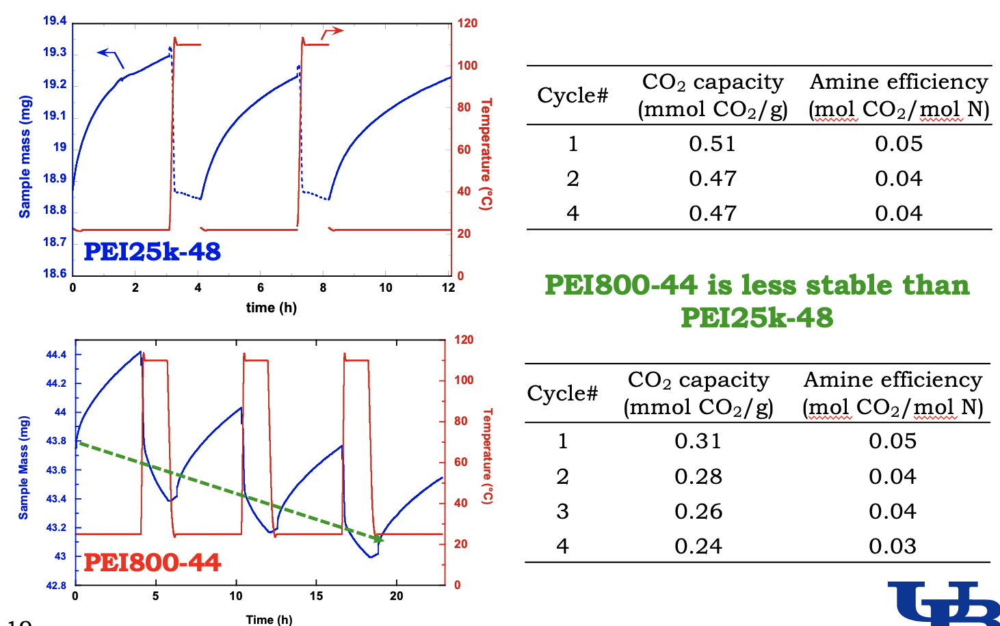 19.4
19.3
19.2
19.1
19
18.9
18.8
18.7
18.6
Sample mass (mg)
120
100
80
60
40
20
0
Temperature (°C)
0 2 4 6 8 10 12
time (h)
PEI25k-48
Cycle# CO₂ capacity (mmol CO₂/g) Amine efficiency (mol CO₂/mol N)
1 0.51 0.05
2 0.47 0.04
4 0.47 0.04
PEI800-44 is less stable than
PEI25k-48
44.4
44.2
44
43.8
43.6
43.4
43.2
43
42.8
Sample Mass (mg)
120
100
80
60
40
20
0
Temperature (°C)
0 5 10 15 20
Time (h)
PEI800-44
Cycle# CO₂ capacity (mmol CO₂/g) Amine efficiency (mol CO₂/mol N)
1 0.31 0.05
2 0.28 0.04
3 0.26 0.04
4 0.24 0.03
UB